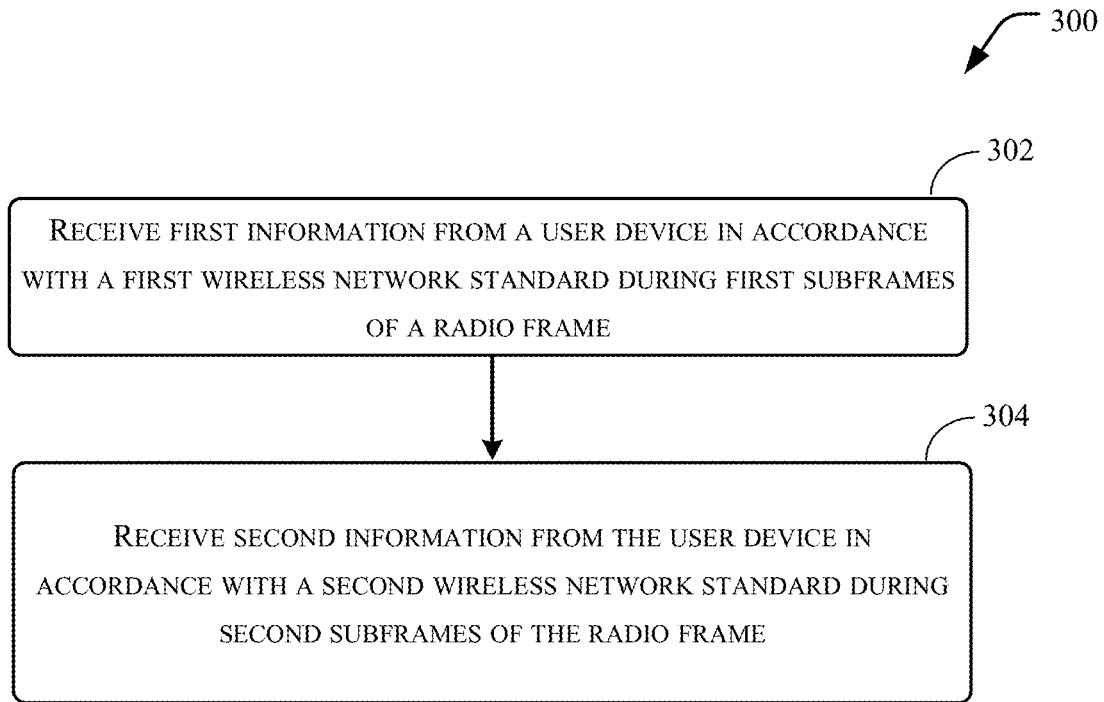 300
302
RECEIVE FIRST INFORMATION FROM A USER DEVICE IN ACCORDANCE
WITH A FIRST WIRELESS NETWORK STANDARD DURING FIRST SUBFRAMES
OF A RADIO FRAME
304
RECEIVE SECOND INFORMATION FROM THE USER DEVICE IN
ACCORDANCE WITH A SECOND WIRELESS NETWORK STANDARD DURING
SECOND SUBFRAMES OF THE RADIO FRAME